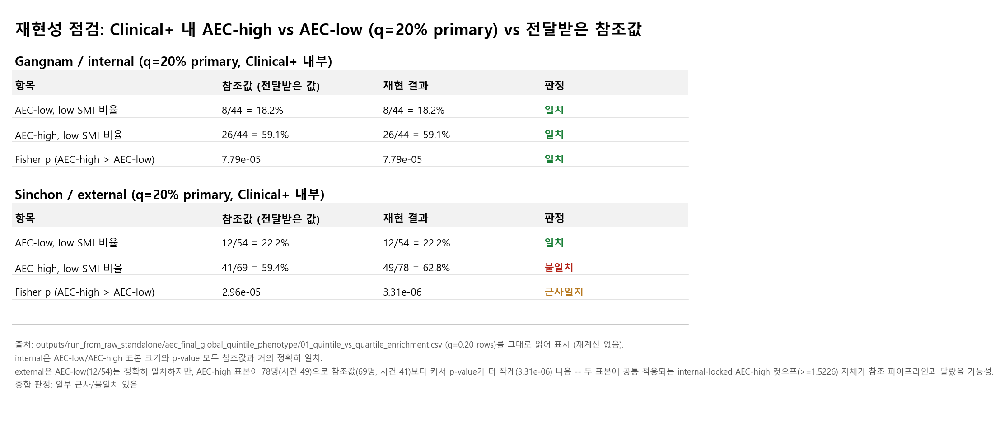 재현성 점검: Clinical+ 내 AEC-high vs AEC-low (q=20% primary) vs 전달받은 참조값
Gangnam / internal (q=20% primary, Clinical+ 내부)
항목 참조값 (전달받은 값) 재현 결과 판정
AEC-low, low SMI 비율 8/44 = 18.2% 8/44 = 18.2% 일치
AEC-high, low SMI 비율 26/44 = 59.1% 26/44 = 59.1% 일치
Fisher p (AEC-high > AEC-low) 7.79e-05 7.79e-05 일치
Sinchon / external (q=20% primary, Clinical+ 내부)
항목 참조값 (전달받은 값) 재현 결과 판정
AEC-low, low SMI 비율 12/54 = 22.2% 12/54 = 22.2% 일치
AEC-high, low SMI 비율 41/69 = 59.4% 49/78 = 62.8% 불일치
Fisher p (AEC-high > AEC-low) 2.96e-05 3.31e-06 근사일치
출처: outputs/run_from_raw_standalone/aec_final_global_quintile_phenotype/01_quintile_vs_quartile_enrichment.csv (q=0.20 rows)를 그대로 읽어 표시 (재계산 없음).
internal은 AEC-low/AEC-high 표본 크기와 p-value 모두 참조값과 거의 정확히 일치.
external은 AEC-low(12/54)는 정확히 일치하지만, AEC-high 표본이 78명(사건 49)으로 참조값(69명, 사건 41)보다 커서 p-value가 더 작게(3.31e-06) 나옴 -- 두 표본에 공통 적용되는 internal-locked AEC-high 컷오프(>=1.5226) 자체가 참조 파이프라인과 달랐을 가능성.
종합 판정: 일부 근사/불일치 있음